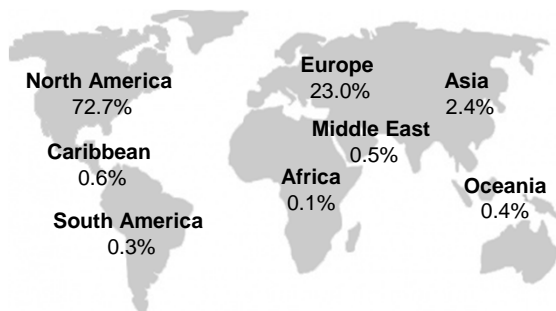 North America
72.7%
Europe
23.0%
Asia
2.4%
Middle East
0.5%
Caribbean
0.6%
Africa
0.1%
Oceania
0.4%
South America
0.3%